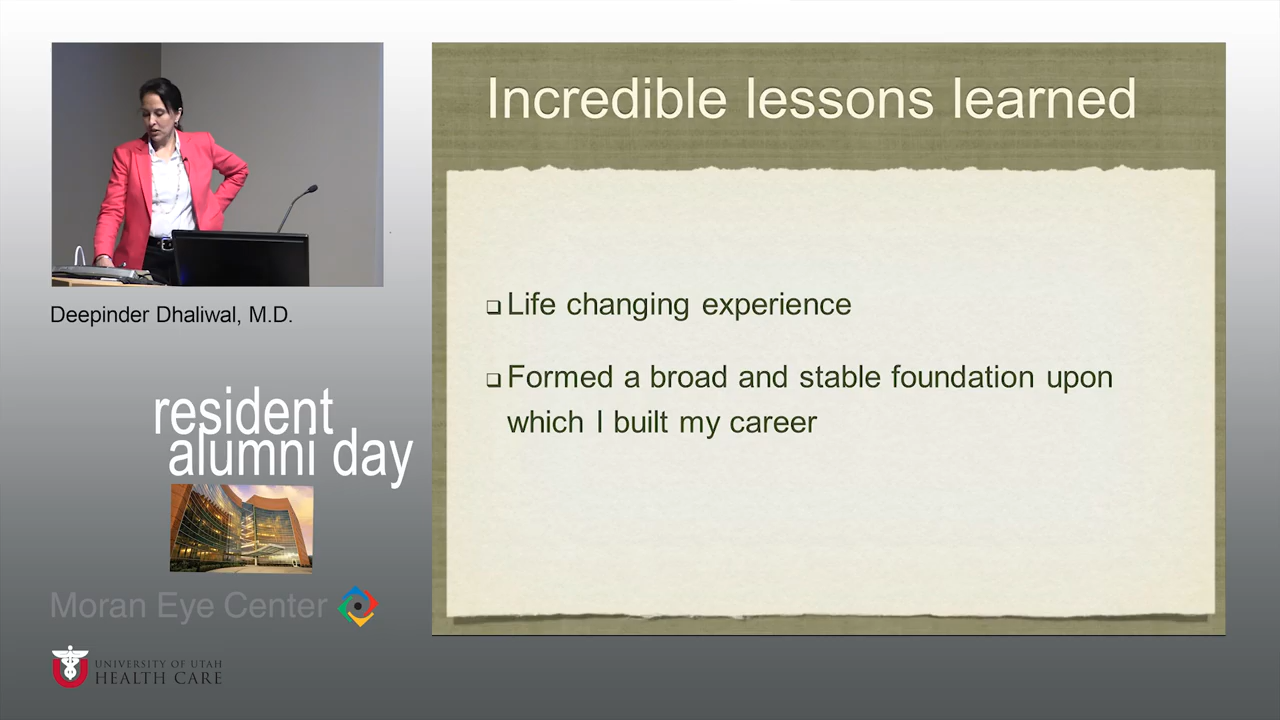 Incredible lessons learned
Life changing experience
Formed a broad and stable foundation upon
which I built my career
Deepinder Dhaliwal, M.D.
resident
alumni day
Moran Eye Center
UNIVERSITY OF UTAH
HEALTH CARE